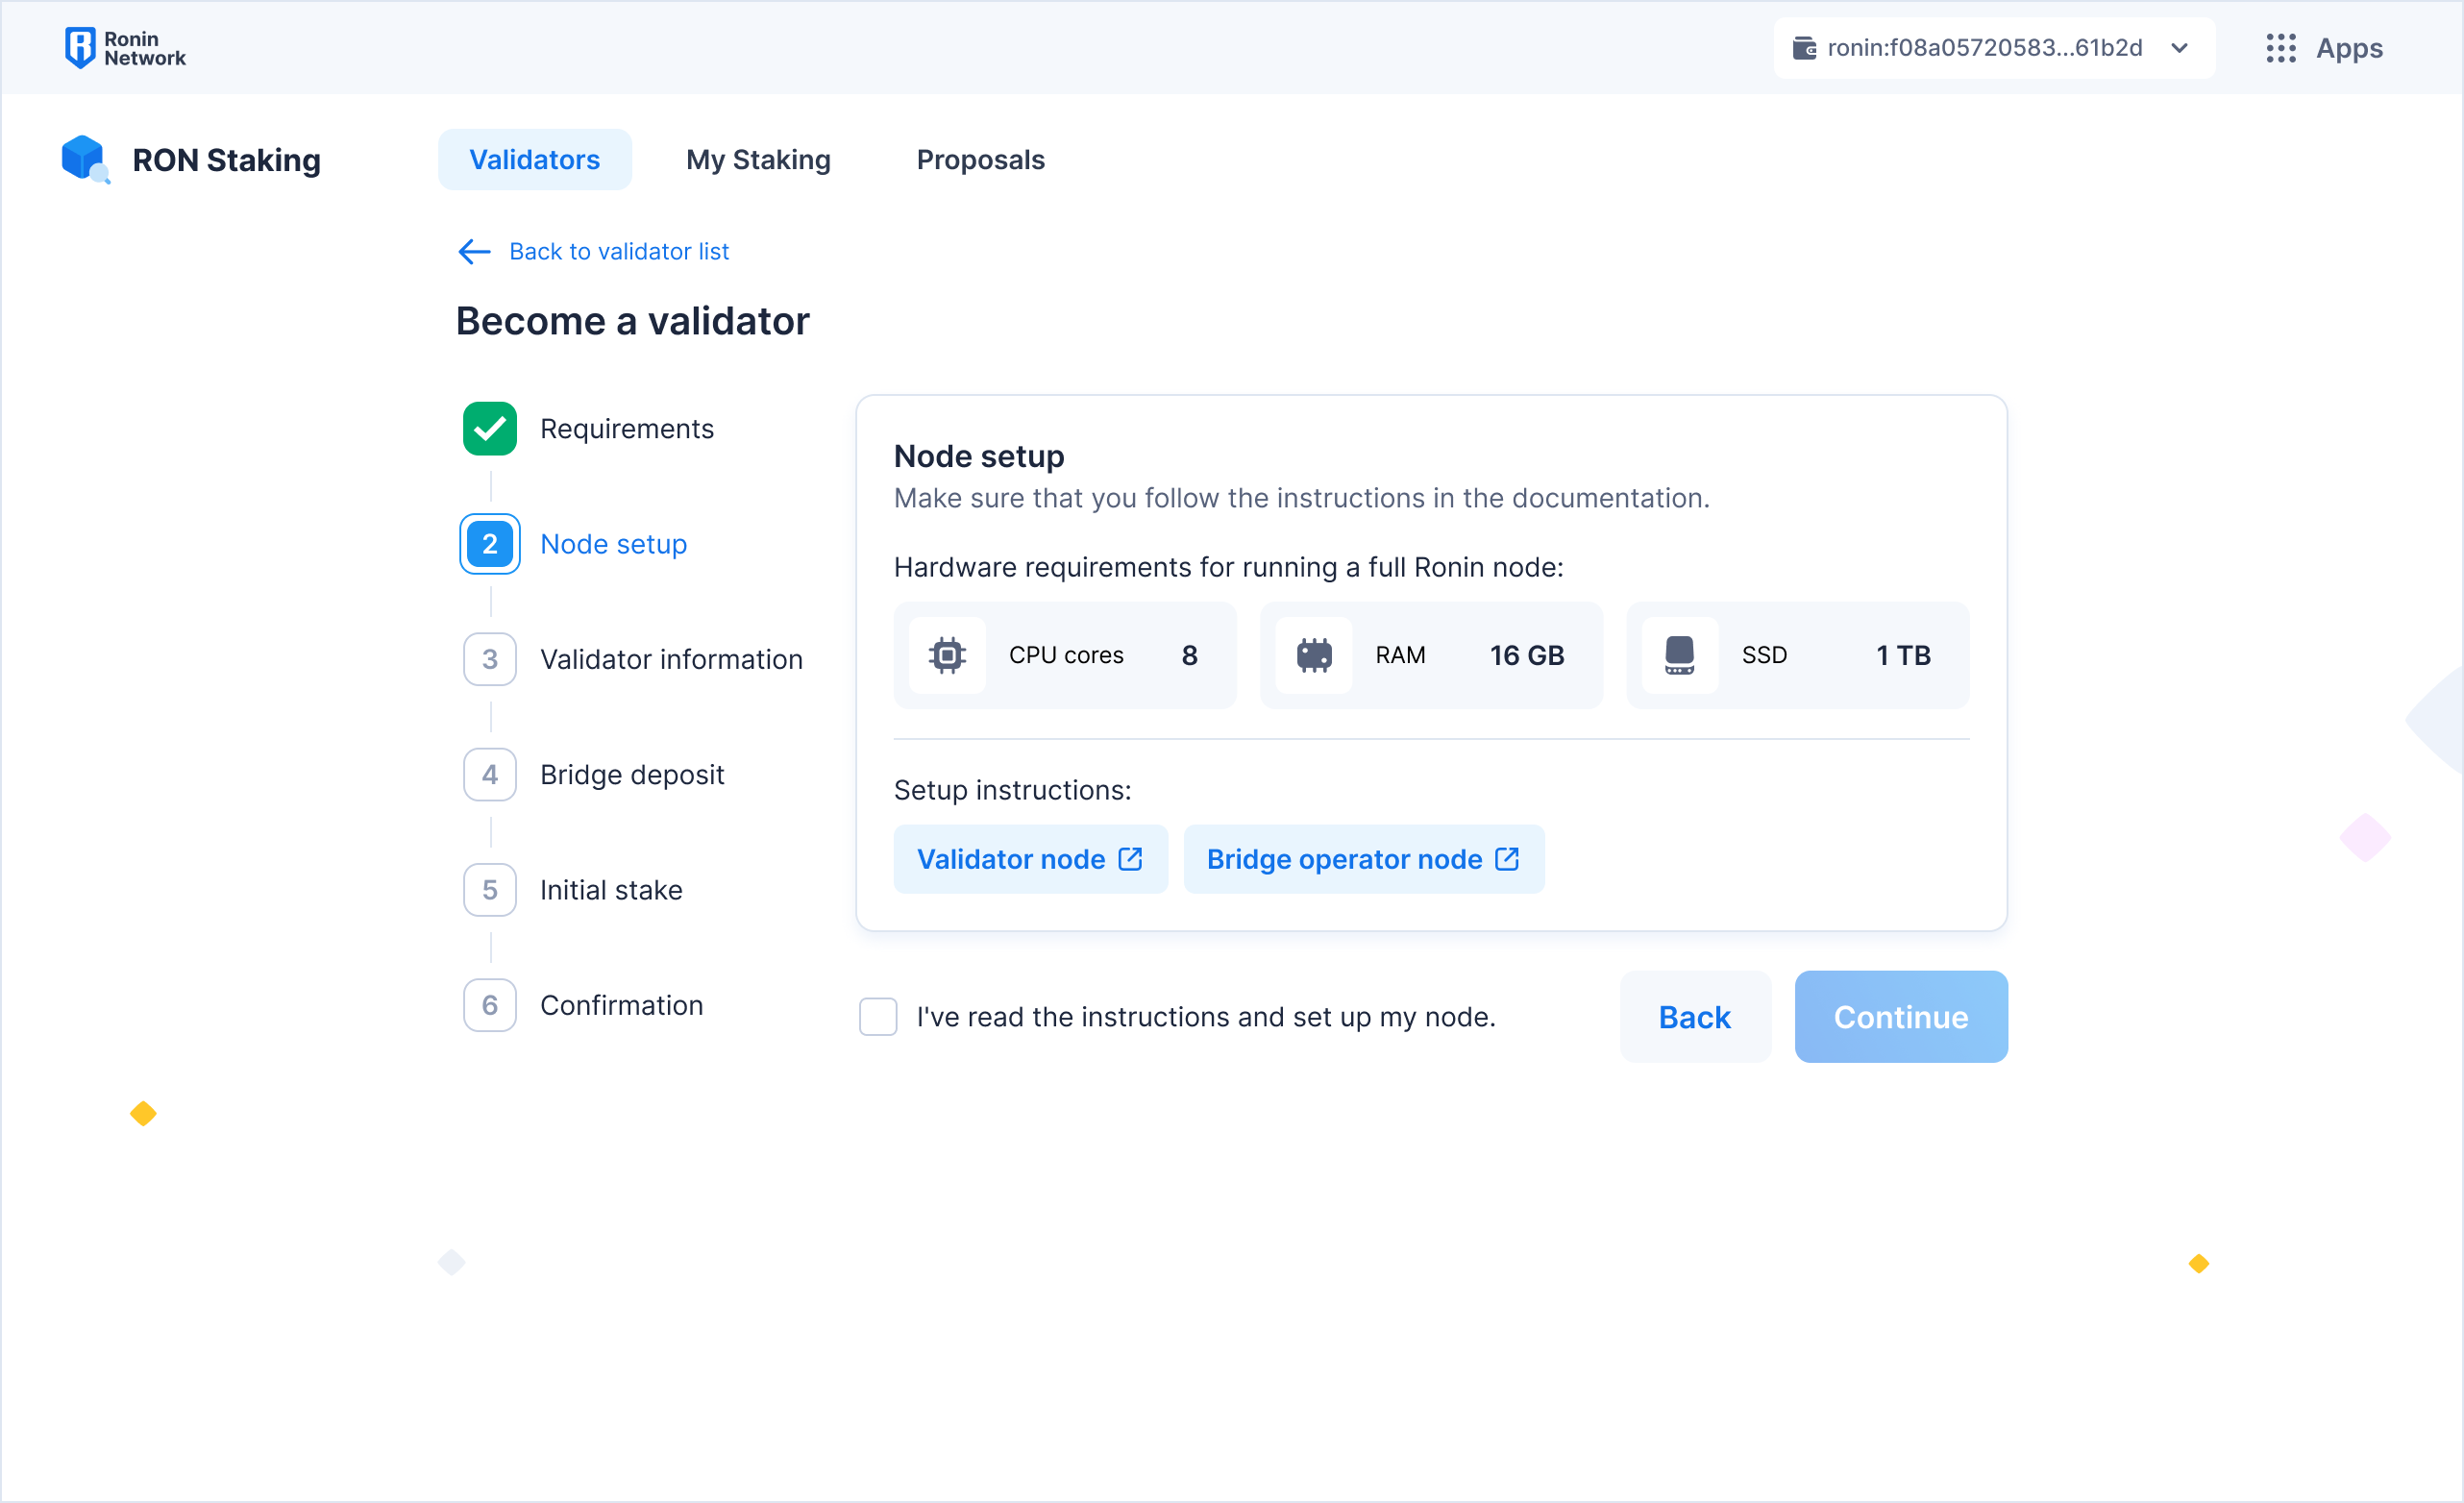 Ronin
Network
ronin:f08a05720583...61b2d
Apps
RON Staking
Validators
My Staking
Proposals
Back to validator list
Become a validator
Requirements
2
Node setup
3
Validator information
4
Bridge deposit
5
Initial stake
6
Confirmation
Node setup
Make sure that you follow the instructions in the documentation.
Hardware requirements for running a full Ronin node:
CPU cores 8
RAM 16 GB
SSD 1 TB
Setup instructions:
Validator node
Bridge operator node
I've read the instructions and set up my node.
Back
Continue